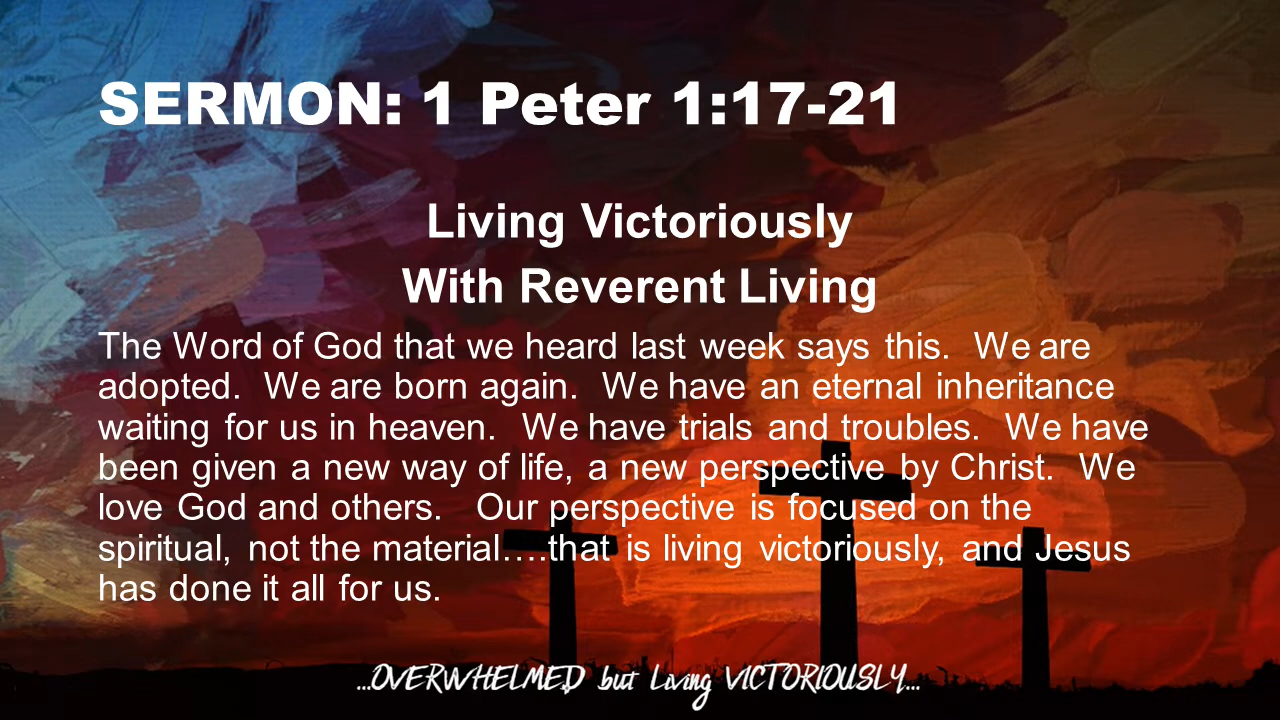 SERMON: 1 Peter 1:17-21
Living Victoriously
With Reverent Living
The Word of God that we heard last week says this.  We are
adopted.  We are born again.  We have an eternal inheritance
waiting for us in heaven.  We have trials and troubles.  We have
been given a new way of life, a new perspective by Christ.  We
love God and others.   Our perspective is focused on the
spiritual, not the material….that is living victoriously, and Jesus
has done it all for us.
...OVERWHELMED but Living VICTORIOUSLY...